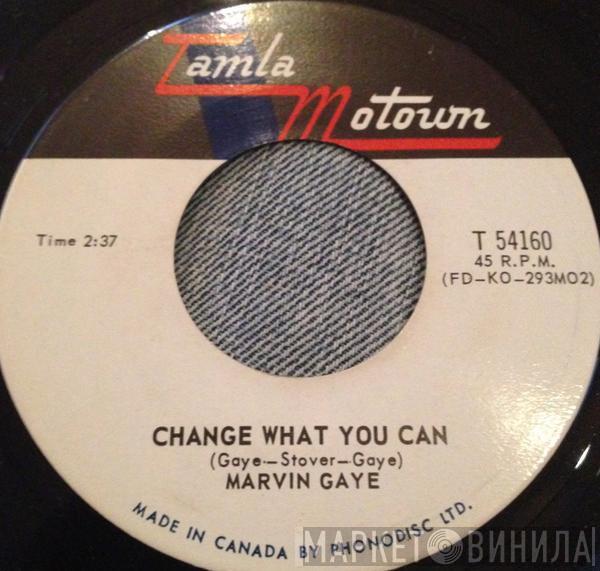 Tamla
Motown
Time 2:37
T 54160
45 R.P.M.
(FD-KO-293MO2)
CHANGE WHAT YOU CAN
(Gaye-Stover-Gaye)
MARVIN GAYE
MADE IN CANADA BY PHONODISC LTD.
МАРКЕТ ВИНИЛА